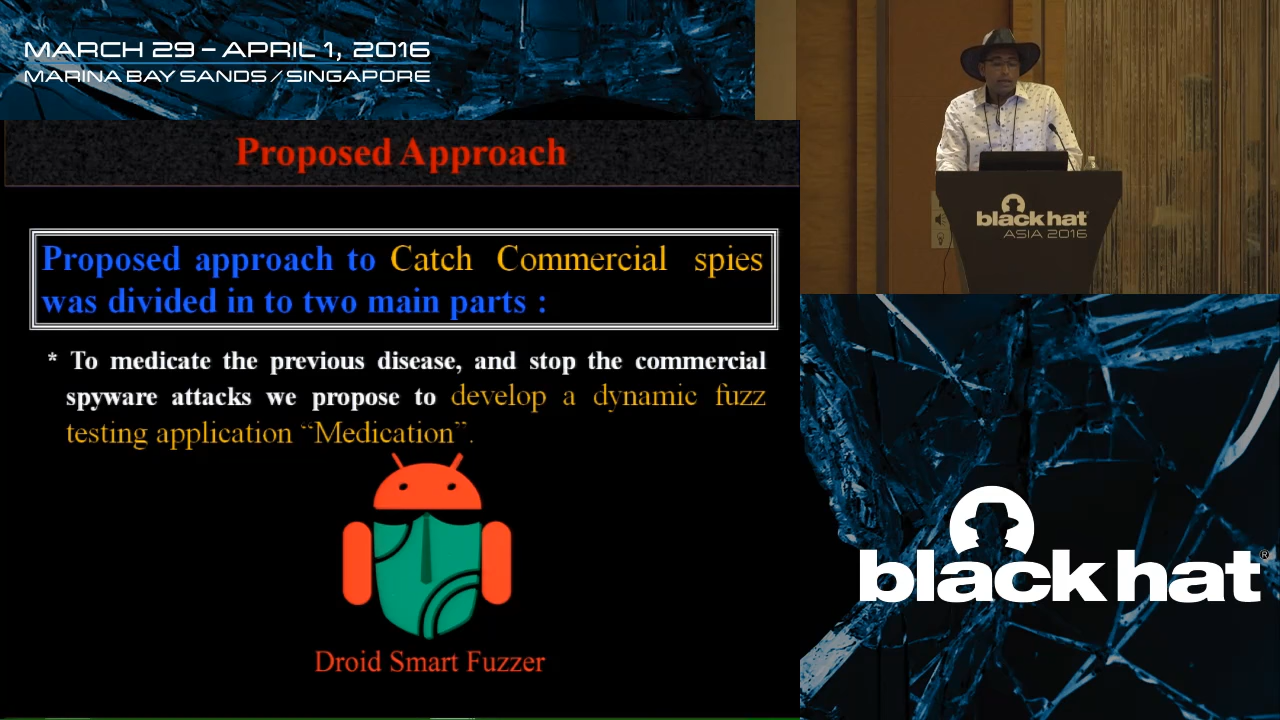 MARCH 29 – APRIL 1, 2016
MARINA BAY SANDS / SINGAPORE
Proposed Approach
Proposed approach to Catch Commercial spies
was divided in to two main parts :
* To medicate the previous disease, and stop the commercial
spyware attacks we propose to develop a dynamic fuzz
testing application “Medication”.
Droid Smart Fuzzer
black hat
ASIA 2016
black hat®